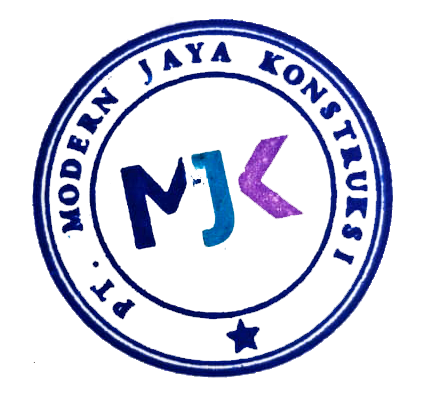 PT. MODERN JAYA KONSTRUKSI
MJK